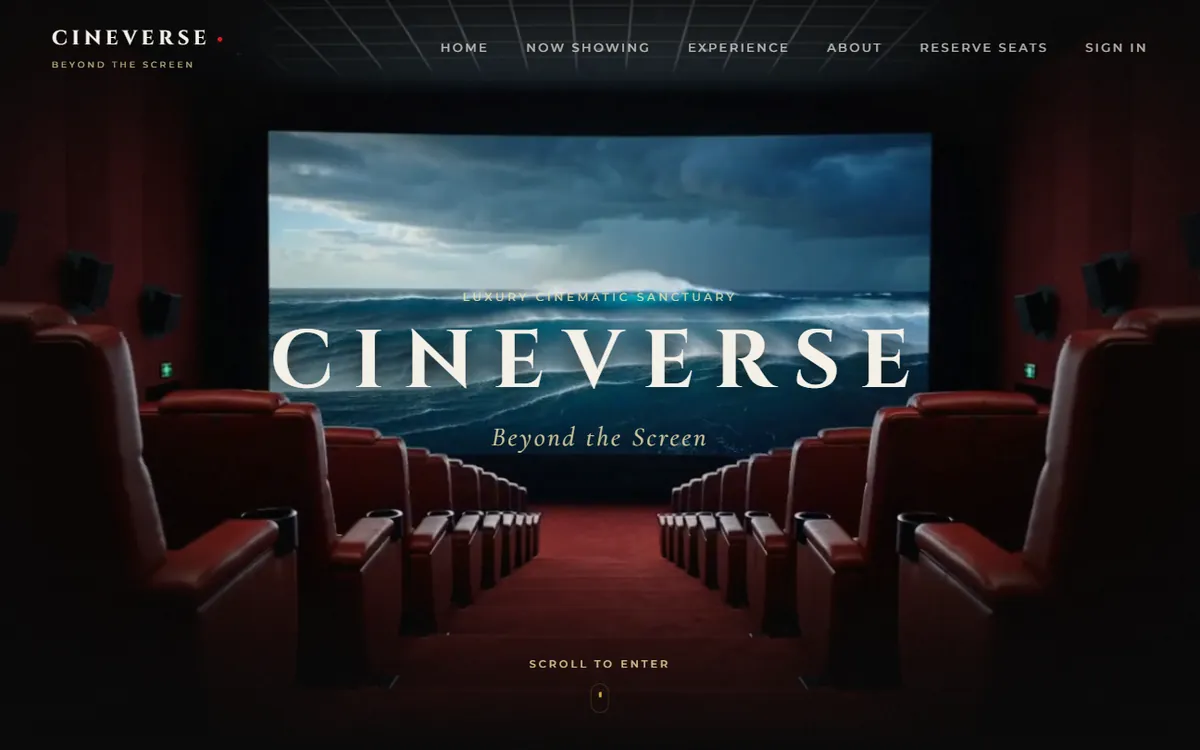 CINEVERSE
BEYOND THE SCREEN
HOME
NOW SHOWING
EXPERIENCE
ABOUT
RESERVE SEATS
SIGN IN
LUXURY CINEMATIC SANCTUARY
CINEVERSE
Beyond the Screen
SCROLL TO ENTER